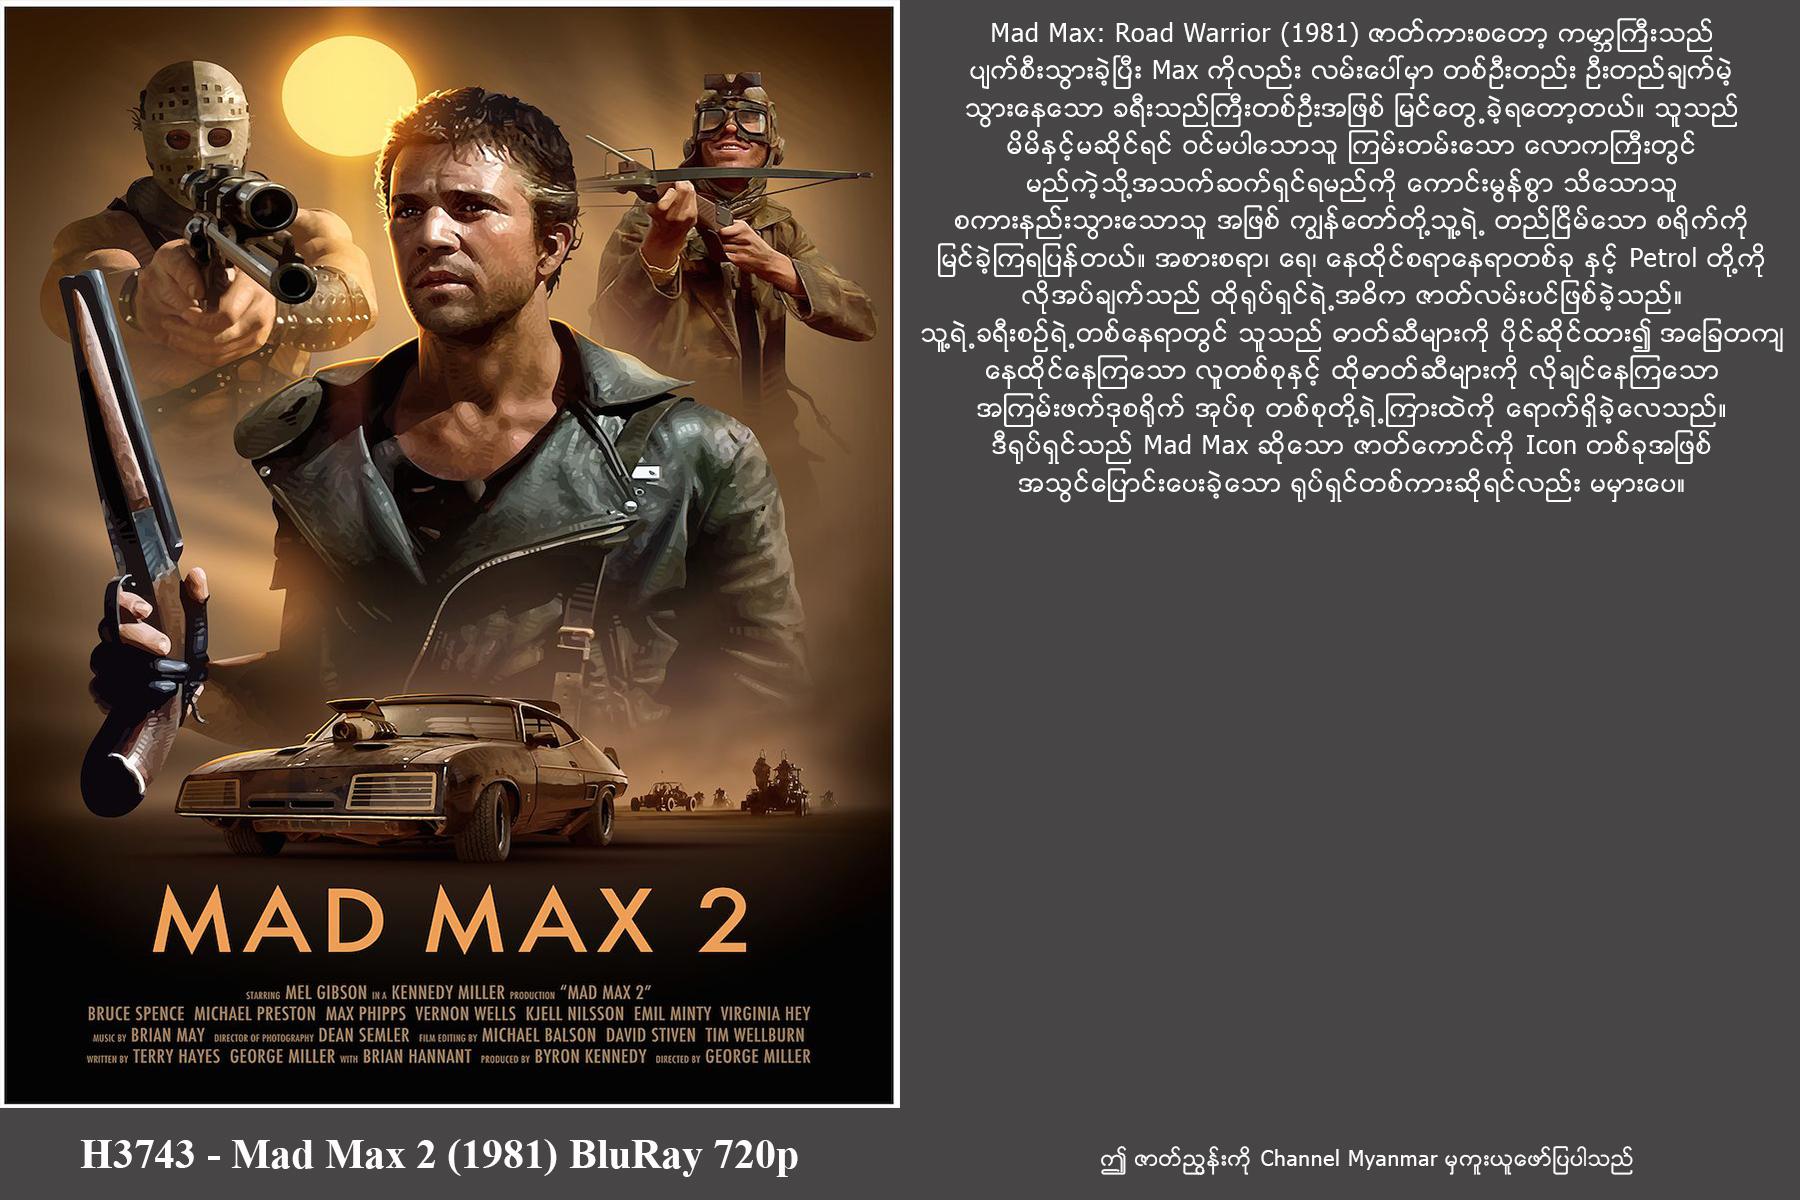 MAD MAX 2
STARRING MEL GIBSON IN A KENNEDY MILLER PRODUCTION "MAD MAX 2"
BRUCE SPENCE MICHAEL PRESTON MAX PHIPPS VERNON WELLS KJELL NILSSON EMIL MINTY VIRGINIA HEY
MUSIC BY BRIAN MAY DIRECTOR OF PHOTOGRAPHY DEAN SEMLER FILM EDITING BY MICHAEL BALSON DAVID STIVEN TIM WELLBURN
WRITTEN BY TERRY HAYES GEORGE MILLER WITH BRIAN HANNANT PRODUCED BY BYRON KENNEDY DIRECTED BY GEORGE MILLER
H3743 - Mad Max 2 (1981) BluRay 720p
Mad Max: Road Warrior (1981) ဇာတ်ကားစတော့ ကမ္ဘာကြီးသည်
ပျက်စီးသွားခဲ့ပြီး Max ကိုလည်း လမ်းပေါ်မှာ တစ်ဦးတည်း ဦးတည်ချက်မဲ့
သွားနေသော ခရီးသည်ကြီးတစ်ဦးအဖြစ် မြင်တွေ့ခဲ့ရတော့တယ်။ သူသည်
မိမိနှင့်မဆိုင်ရင် ဝင်မပါသောသူ ကြမ်းတမ်းသော လောကကြီးတွင်
မည်ကဲ့သို့အသက်ဆက်ရှင်ရမည်ကို ကောင်းမွန်စွာ သိသောသူ
စကားနည်းသွားသောသူ အဖြစ် ကျွန်တော်တို့သူ့ရဲ့ တည်ငြိမ်သော စရိုက်ကို
မြင်ခဲ့ကြရပြန်တယ်။ အစားစရာ၊ ရေ၊ နေထိုင်စရာနေရာတစ်ခု နှင့် Petrol တို့ကို
လိုအပ်ချက်သည် ထိုရုပ်ရှင်ရဲ့အဓိက ဇာတ်လမ်းပင်ဖြစ်ခဲ့သည်။
သူ့ရဲ့ခရီးစဉ်ရဲ့တစ်နေရာတွင် သူသည် ဓာတ်ဆီများကို ပိုင်ဆိုင်ထား၍ အခြေတကျ
နေထိုင်နေကြသော လူတစ်စုနှင့် ထိုဓာတ်ဆီများကို လိုချင်နေကြသော
အကြမ်းဖက်ဒုစရိုက် အုပ်စု တစ်စုတို့ရဲ့ကြားထဲကို ရောက်ရှိခဲ့လေသည်။
ဒီရုပ်ရှင်သည် Mad Max ဆိုသော ဇာတ်ကောင်ကို Icon တစ်ခုအဖြစ်
အသွင်ပြောင်းပေးခဲ့သော ရုပ်ရှင်တစ်ကားဆိုရင်လည်း မမှားပေ။
ဤ ဇာတ်ညွှန်းကို Channel Myanmar မှကူးယူဖော်ပြပါသည်